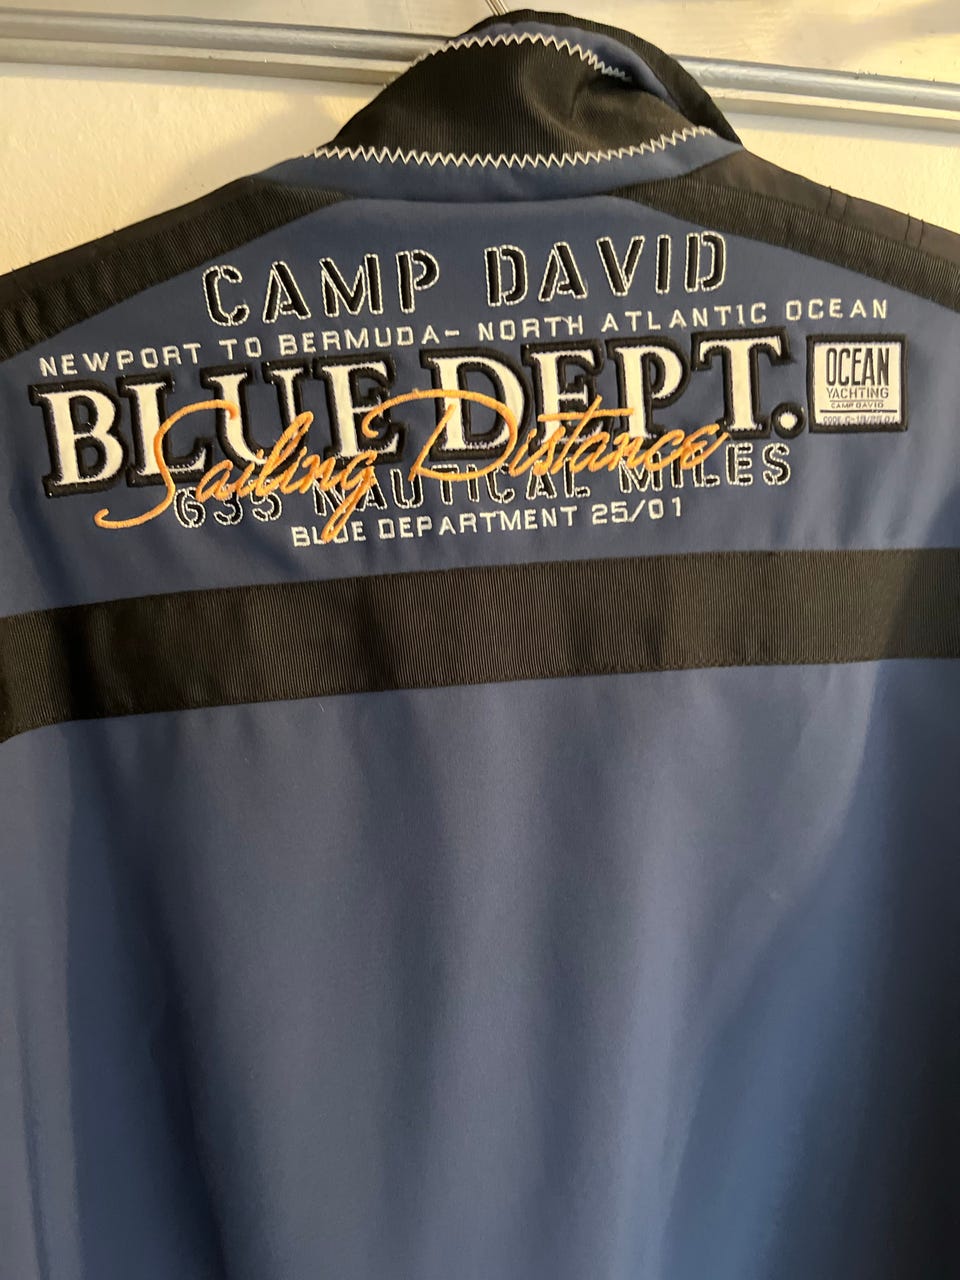 CAMP DAVID
NEWPORT TO BERMUDA- NORTH ATLANTIC OCEAN
BLUE DEPT.
Sailing Distance
635 NAUTICAL MILES
BLUE DEPARTMENT 25/01
OCEAN
YACHTING
CAMP DAVID